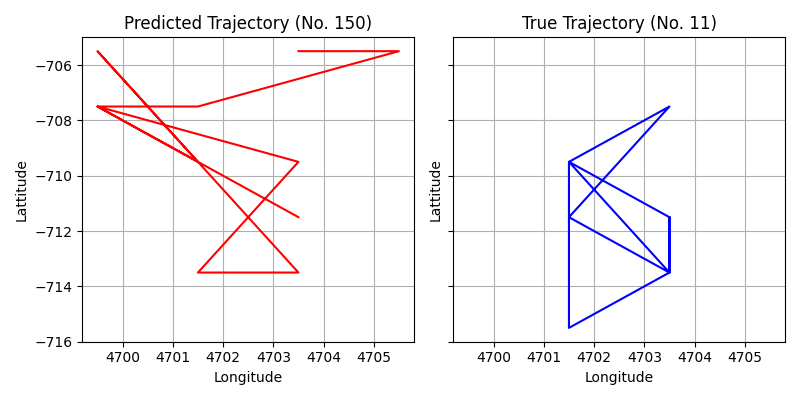 Predicted Trajectory (No. 150)
True Trajectory (No. 11)
−706
−708
−710
−712
−714
−716
Lattitude
Lattitude
4700 4701 4702 4703 4704 4705
4700 4701 4702 4703 4704 4705
Longitude
Longitude